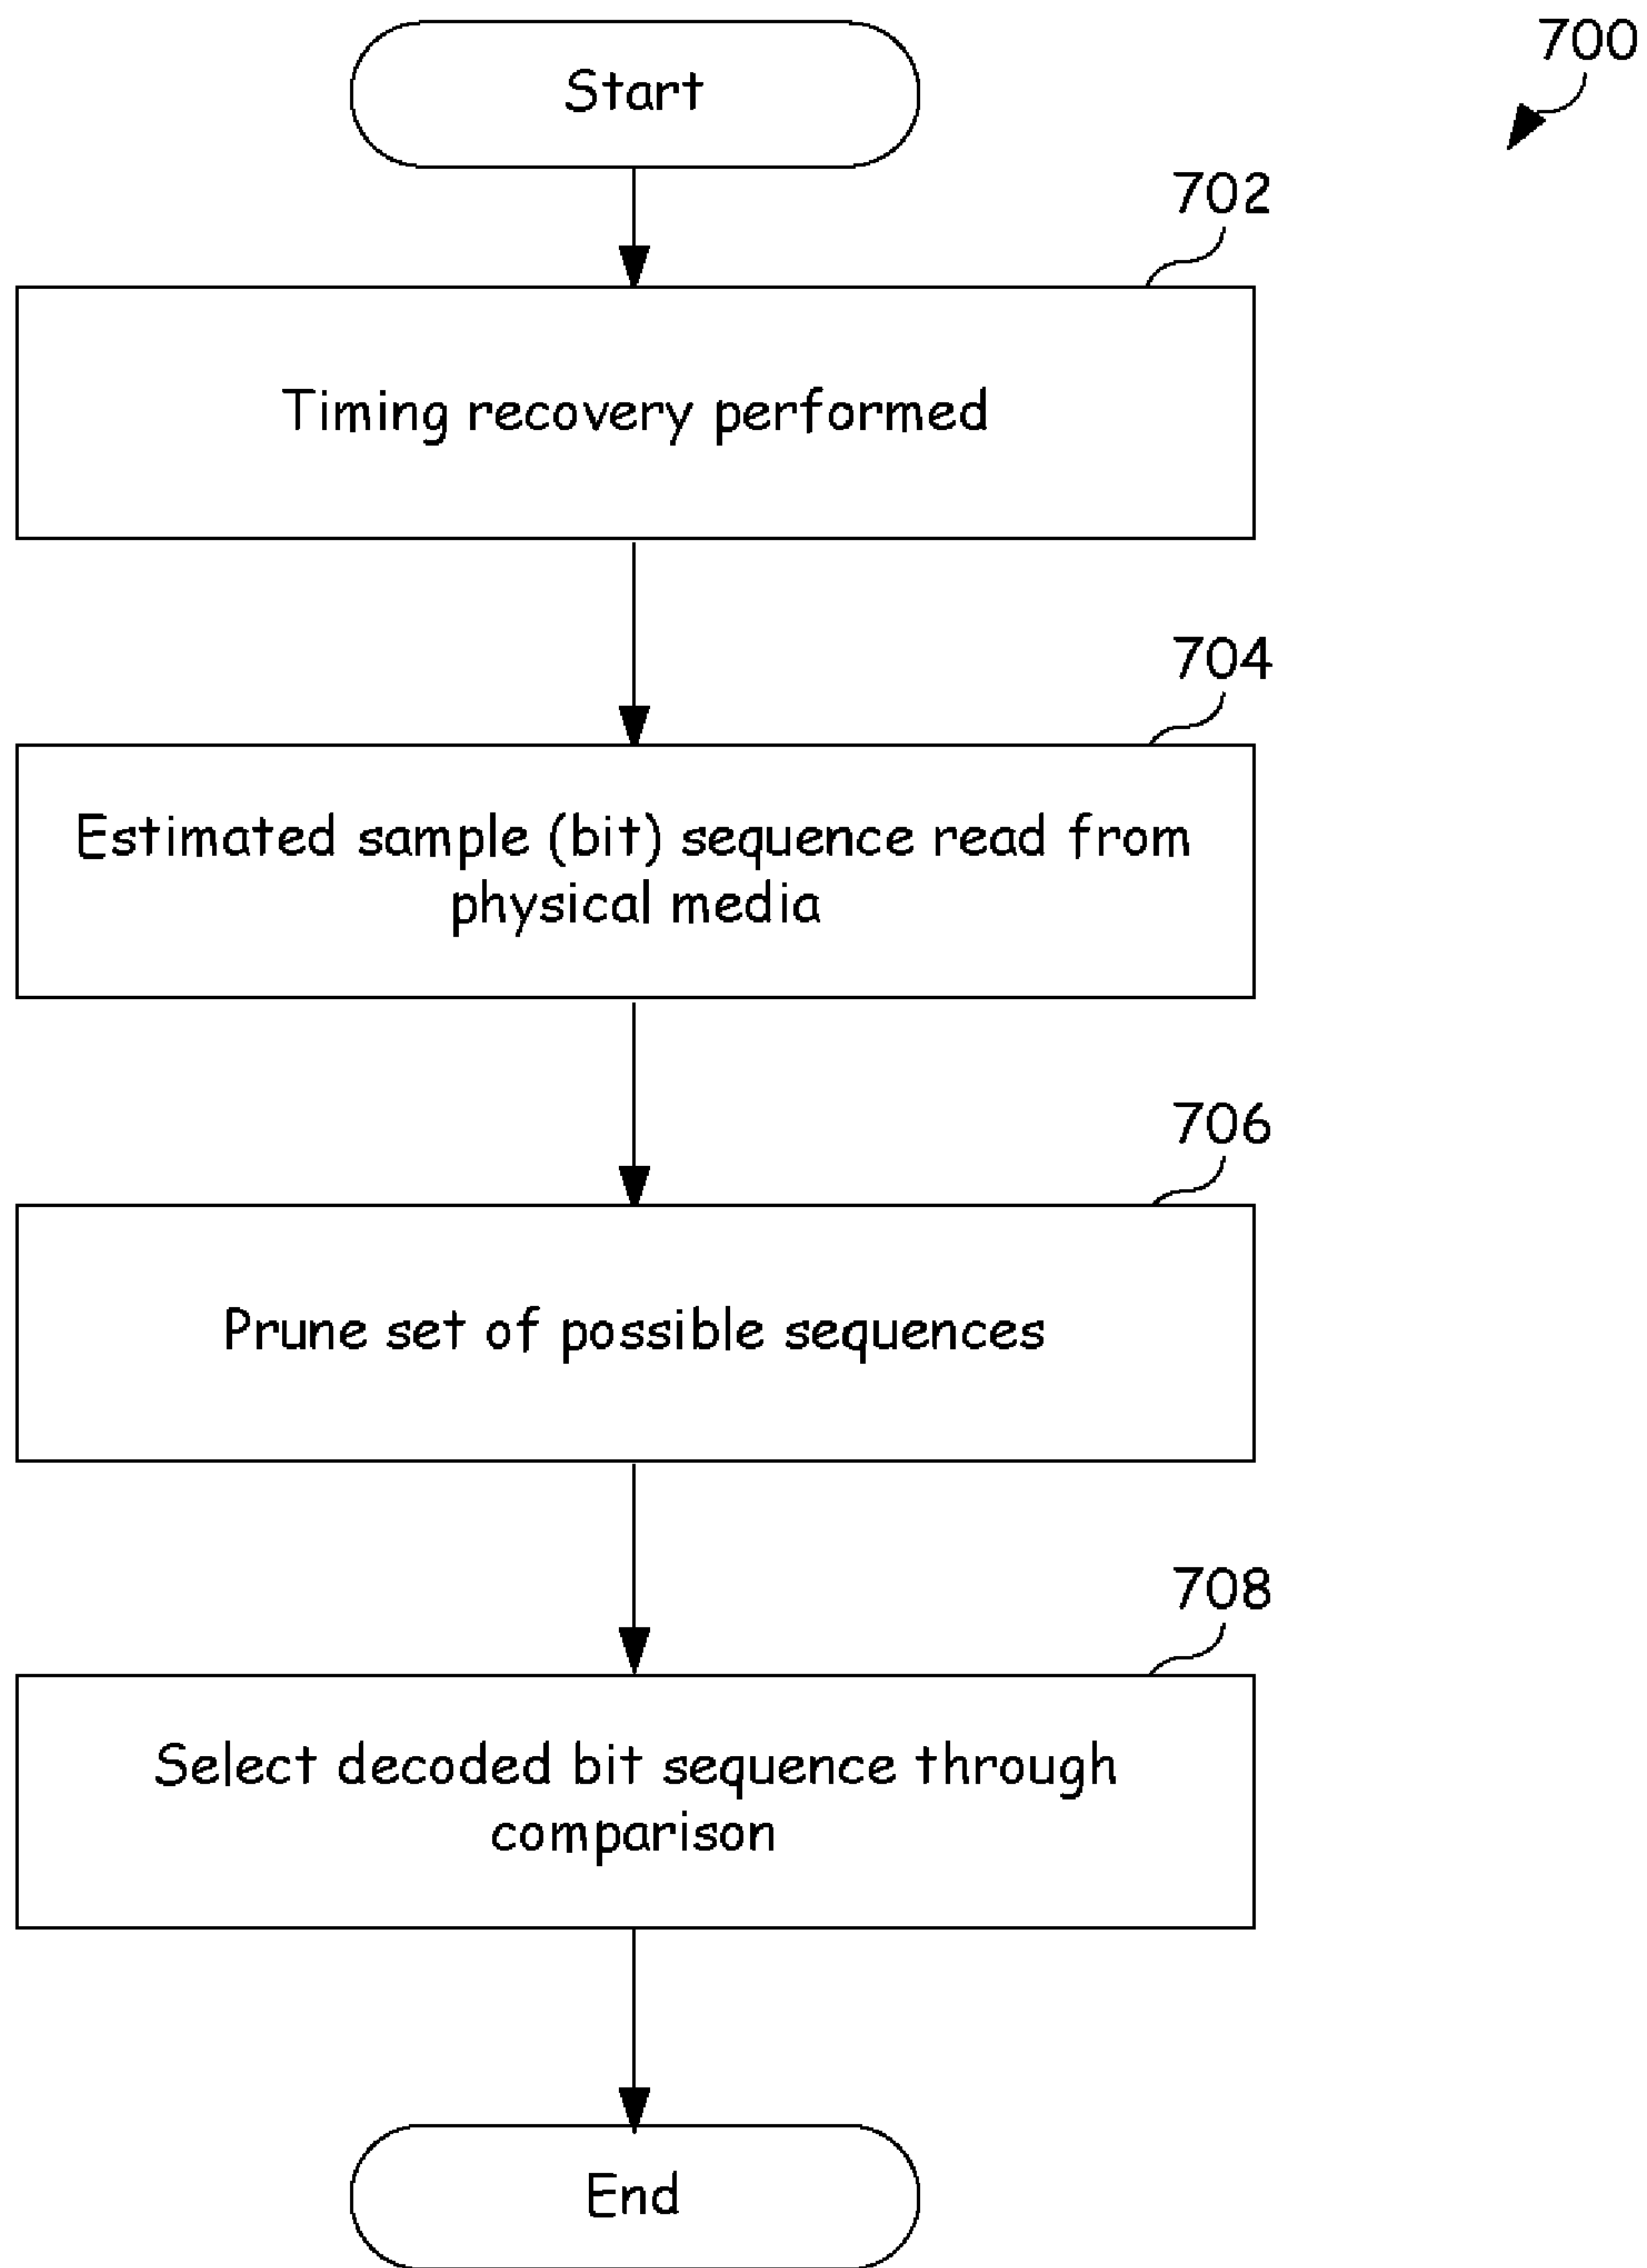 Start
700
702
Timing recovery performed
704
Estimated sample (bit) sequence read from
physical media
706
Prune set of possible sequences
708
Select decoded bit sequence through
comparison
End